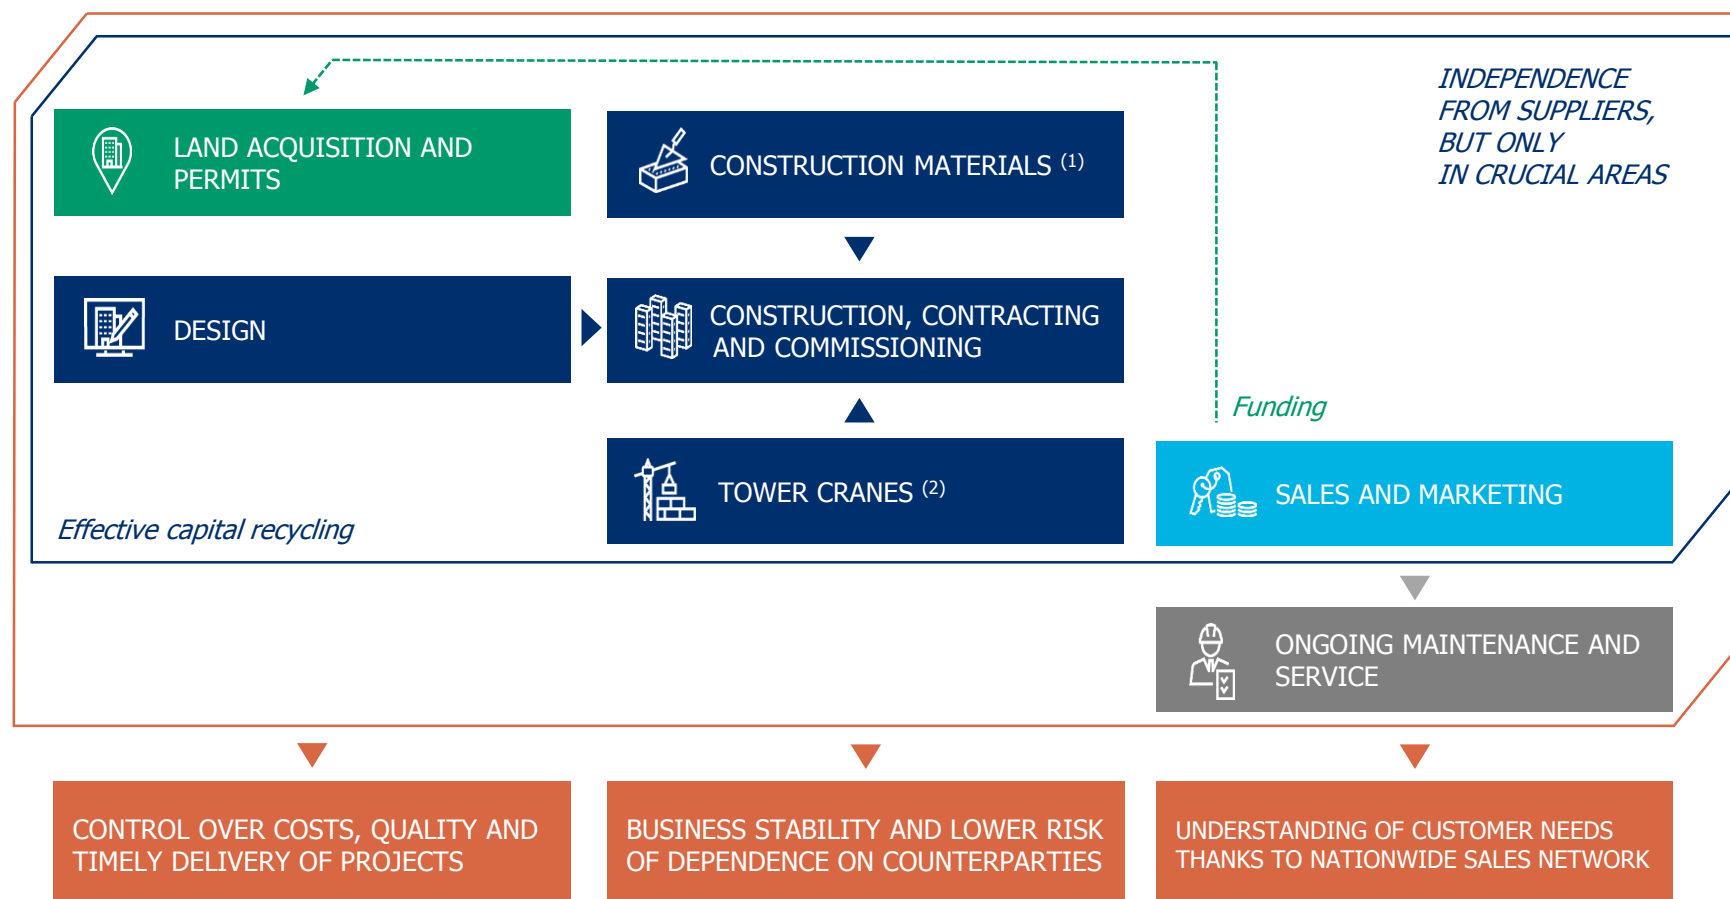 INDEPENDENCE
FROM SUPPLIERS,
BUT ONLY
IN CRUCIAL AREAS
LAND ACQUISITION AND
PERMITS
CONSTRUCTION MATERIALS (1)
DESIGN
CONSTRUCTION, CONTRACTING
AND COMMISSIONING
Funding
TOWER CRANES (2)
SALES AND MARKETING
Effective capital recycling
ONGOING MAINTENANCE AND
SERVICE
CONTROL OVER COSTS, QUALITY AND
TIMELY DELIVERY OF PROJECTS
BUSINESS STABILITY AND LOWER RISK
OF DEPENDENCE ON COUNTERPARTIES
UNDERSTANDING OF CUSTOMER NEEDS
THANKS TO NATIONWIDE SALES NETWORK